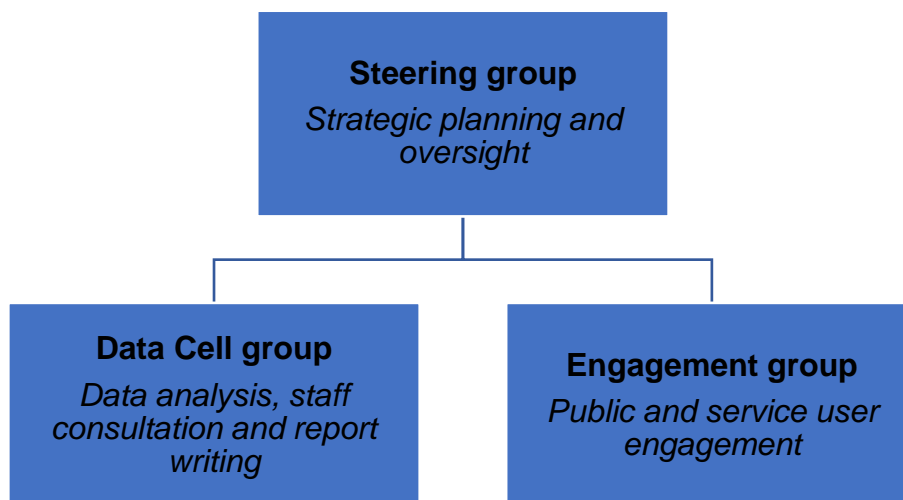 Steering group
Strategic planning and
oversight
Data Cell group
Data analysis, staff
consultation and report
writing
Engagement group
Public and service user
engagement